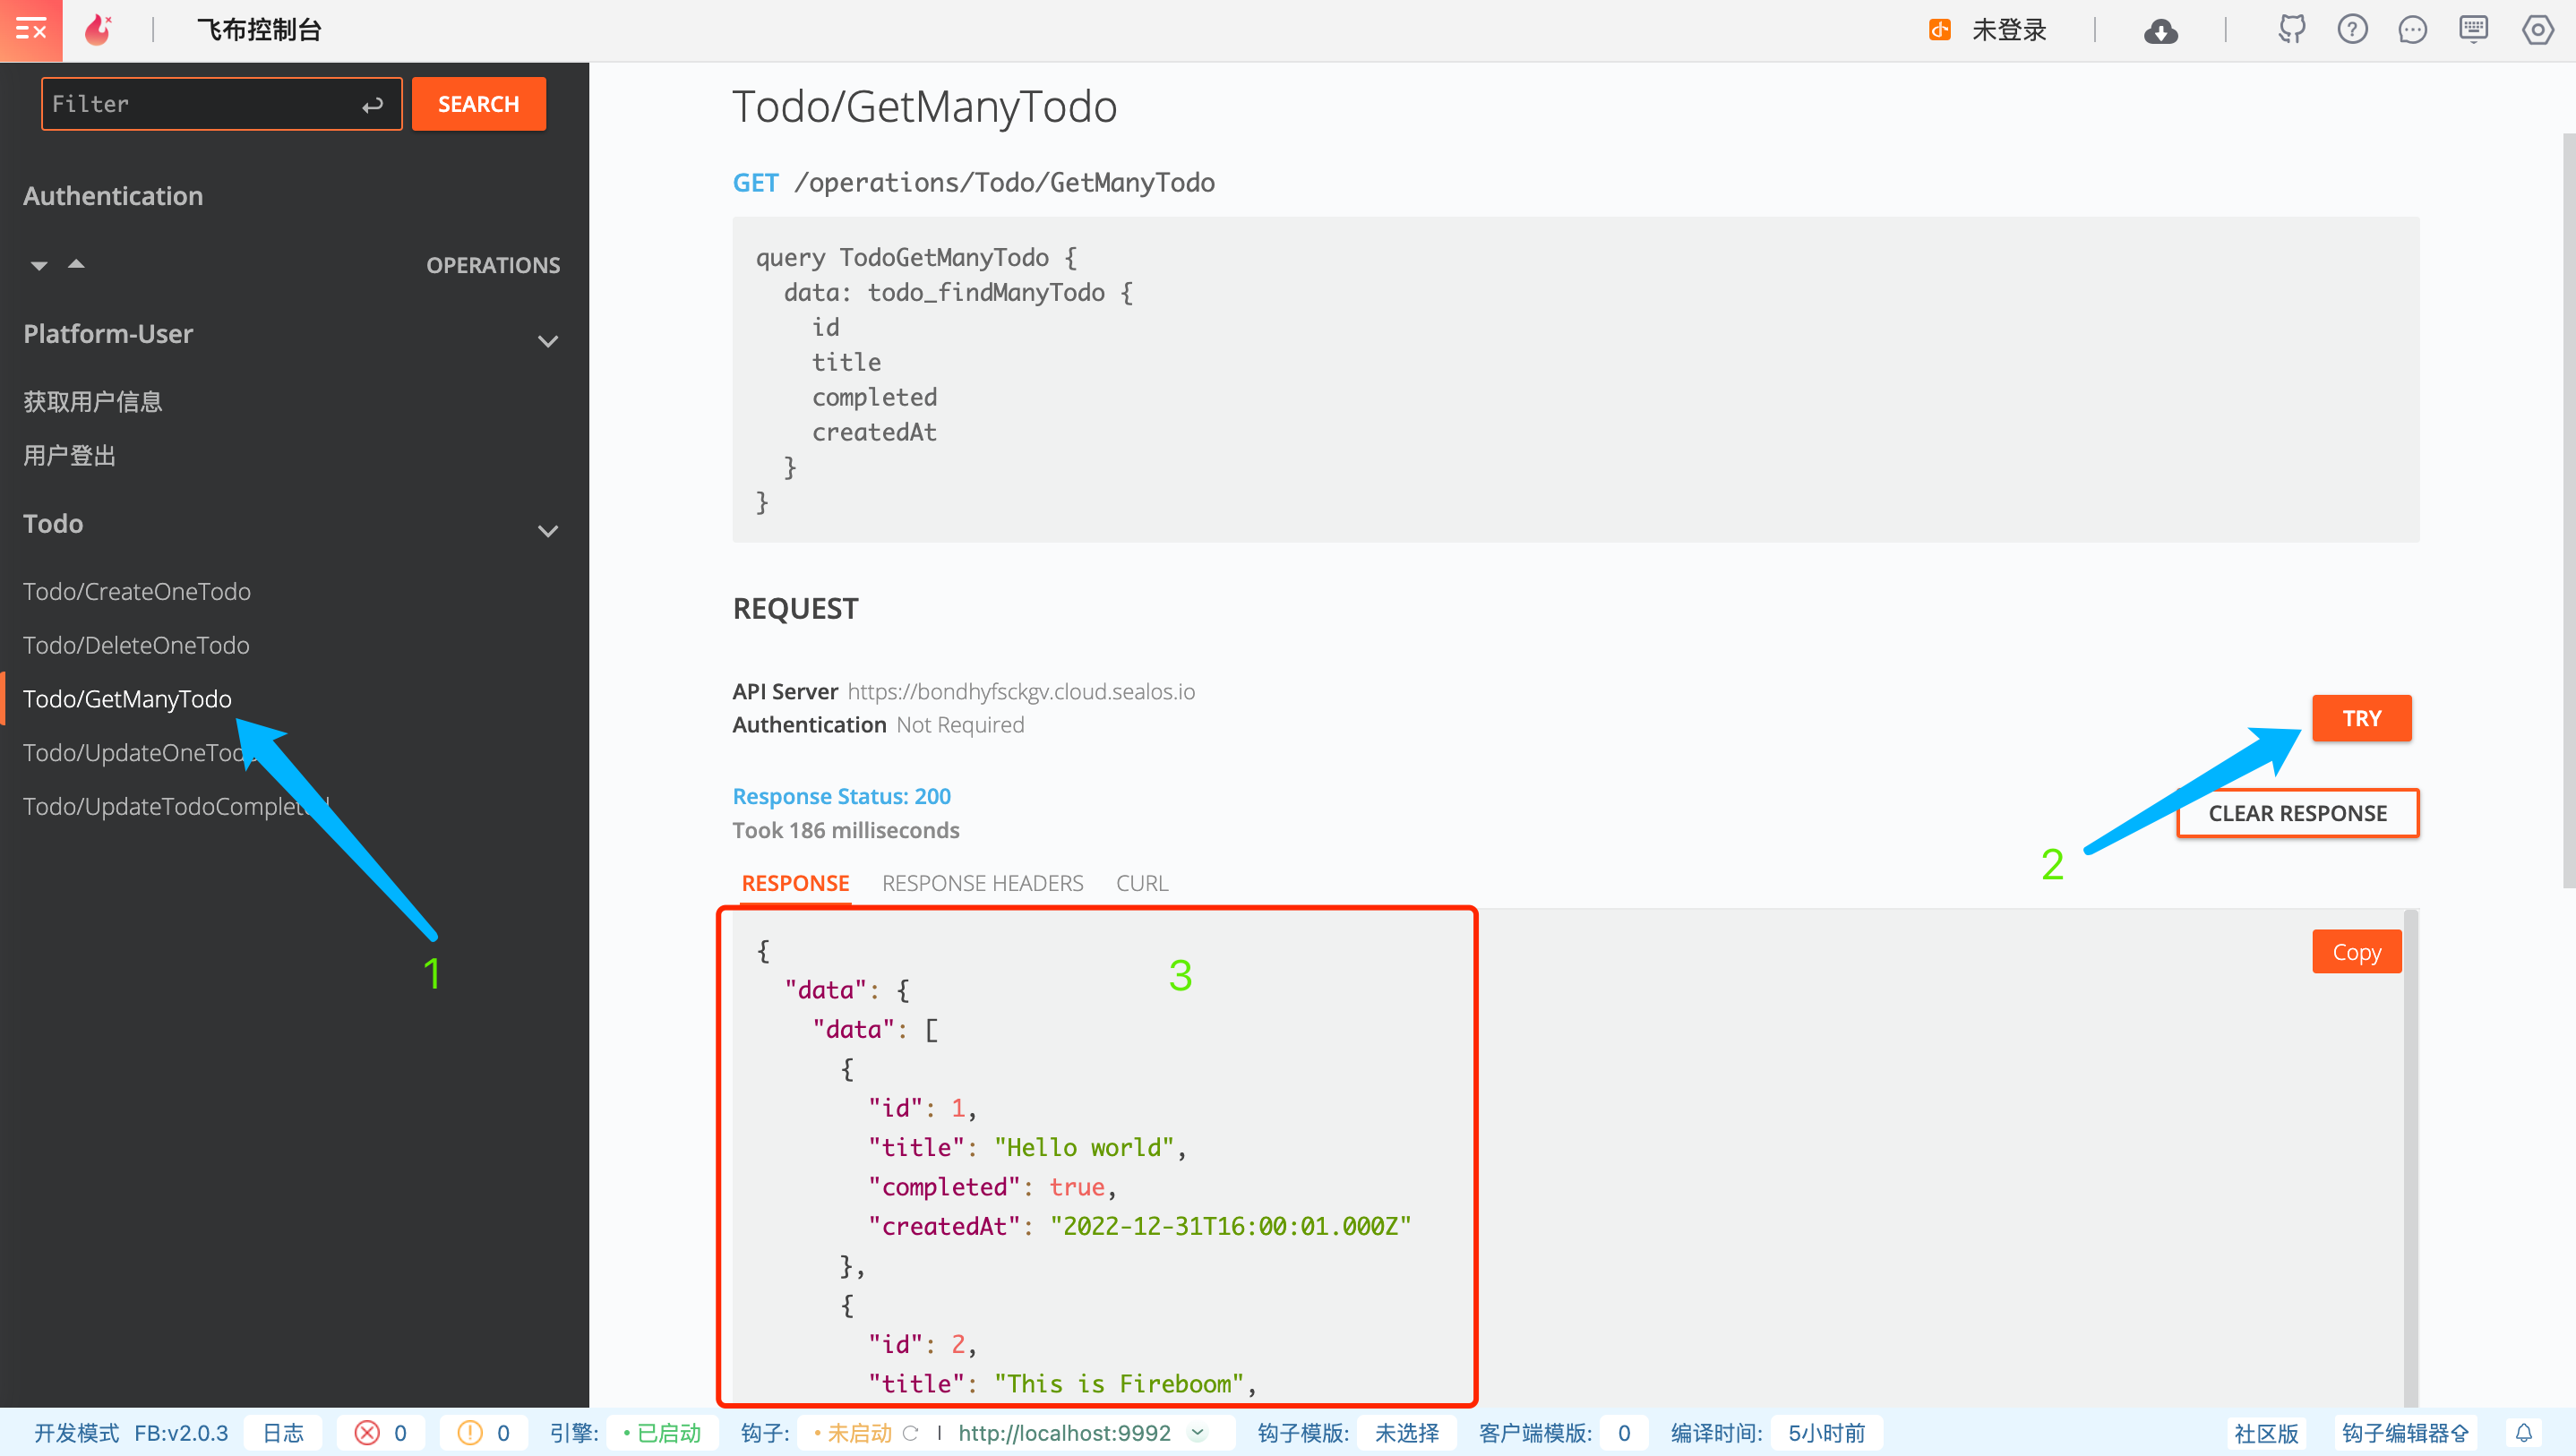 飞布控制台
未登录
Filter
SEARCH
Authentication
OPERATIONS
Platform-User
获取用户信息
用户登出
Todo
Todo/CreateOneTodo
Todo/DeleteOneTodo
Todo/GetManyTodo
Todo/UpdateOneTodo
Todo/UpdateTodoCompleted
1
Todo/GetManyTodo
GET /operations/Todo/GetManyTodo
query TodoGetManyTodo {
data: todo_findManyTodo {
id
title
completed
createdAt
}
}
REQUEST
API Server https://bondhyfsckgv.cloud.sealos.io
Authentication Not Required
TRY
Response Status: 200
Took 186 milliseconds
CLEAR RESPONSE
2
RESPONSE RESPONSE HEADERS CURL
Copy
3
{
"data": {
"data": [
{
"id": 1,
"title": "Hello world",
"completed": true,
"createdAt": "2022-12-31T16:00:01.000Z"
},
{
"id": 2,
"title": "This is Fireboom",
开发模式 FB:v2.0.3 日志 0 0 引擎: 已启动 钩子: 未启动 http://localhost:9992 钩子模版: 未选择 客户端模版: 0 编译时间: 5小时前 社区版 钩子编辑器